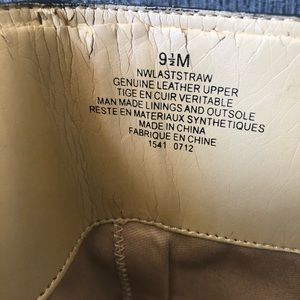 9½M
NWLASTSTRAW
GENUINE LEATHER UPPER
TIGE EN CUIR VERITABLE
MAN MADE LININGS AND OUTSOLE
RESTE EN MATERIAUX SYNTHETIQUES
MADE IN CHINA
FABRIQUE EN CHINE
1541 0712